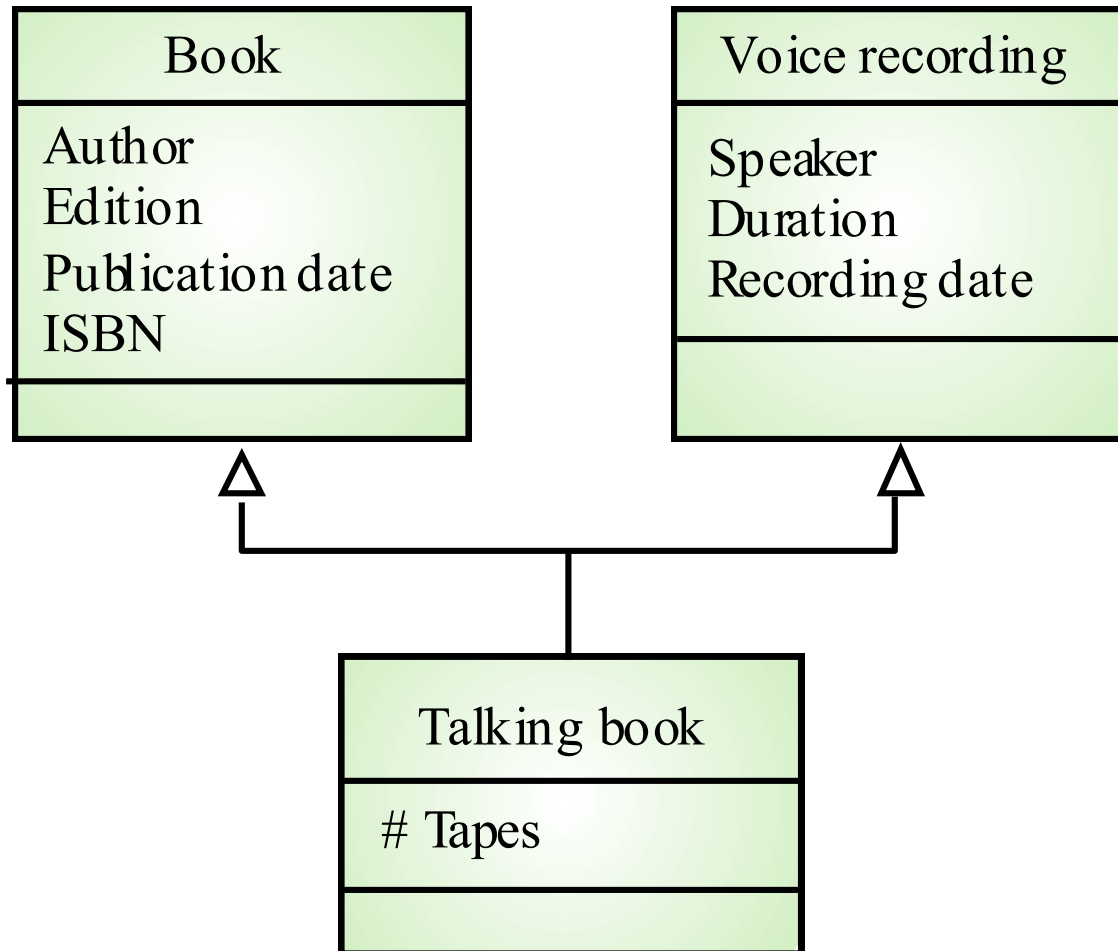 Book
Author
Edition
Publication date
ISBN
Voice recording
Speaker
Duration
Recording date
Talking book
# Tapes